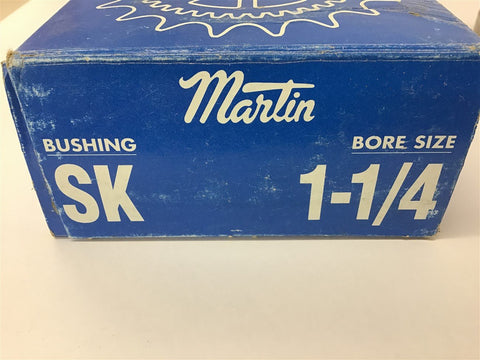 Martin
BUSHING BORE SIZE
SK 1-1/4